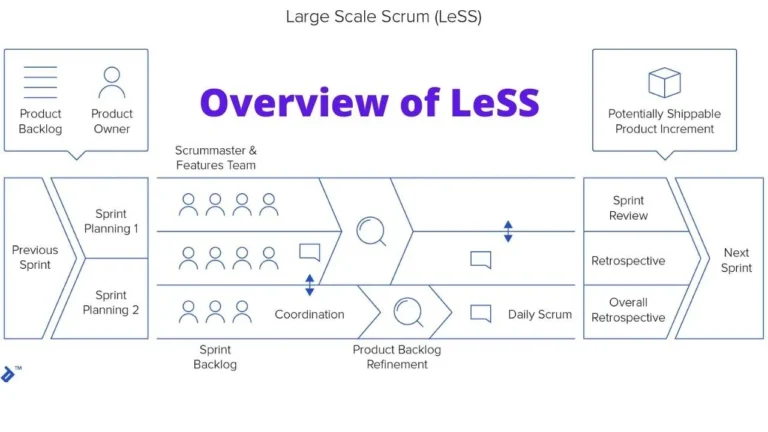 Large Scale Scrum (LeSS)
Overview of LeSS
Product
Backlog
Product
Owner
Potentially Shippable
Product Increment
Scrummaster &
Features Team
Previous
Sprint
Sprint
Planning 1
Sprint
Planning 2
Coordination
Daily Scrum
Sprint
Backlog
Product Backlog
Refinement
Sprint
Review
Retrospective
Overall
Retrospective
Next
Sprint
TM